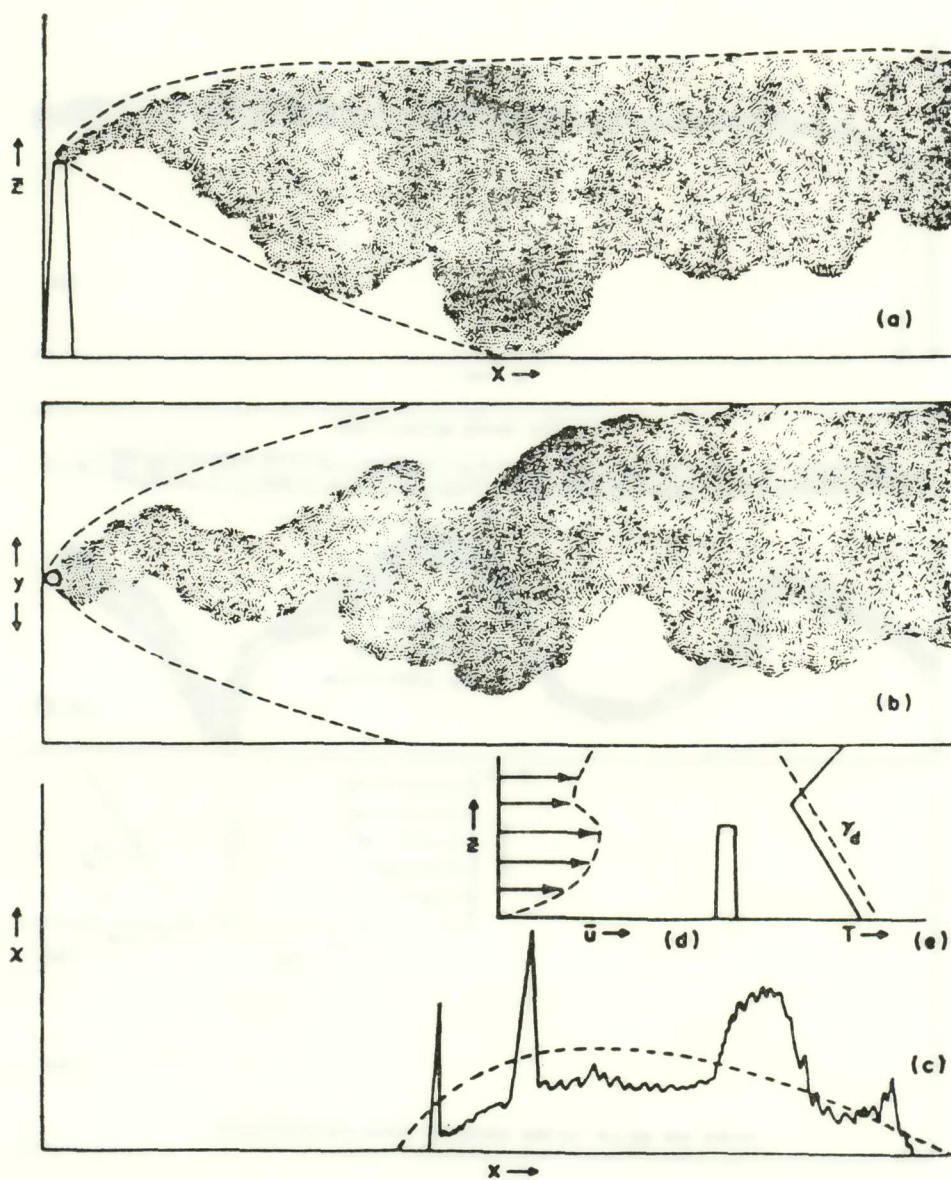 ↑ Z
(a)
X →
↑ y ↓
(b)
↑ Z
γd
ū →
(d)
T →
(e)
↑ χ
(c)
X →